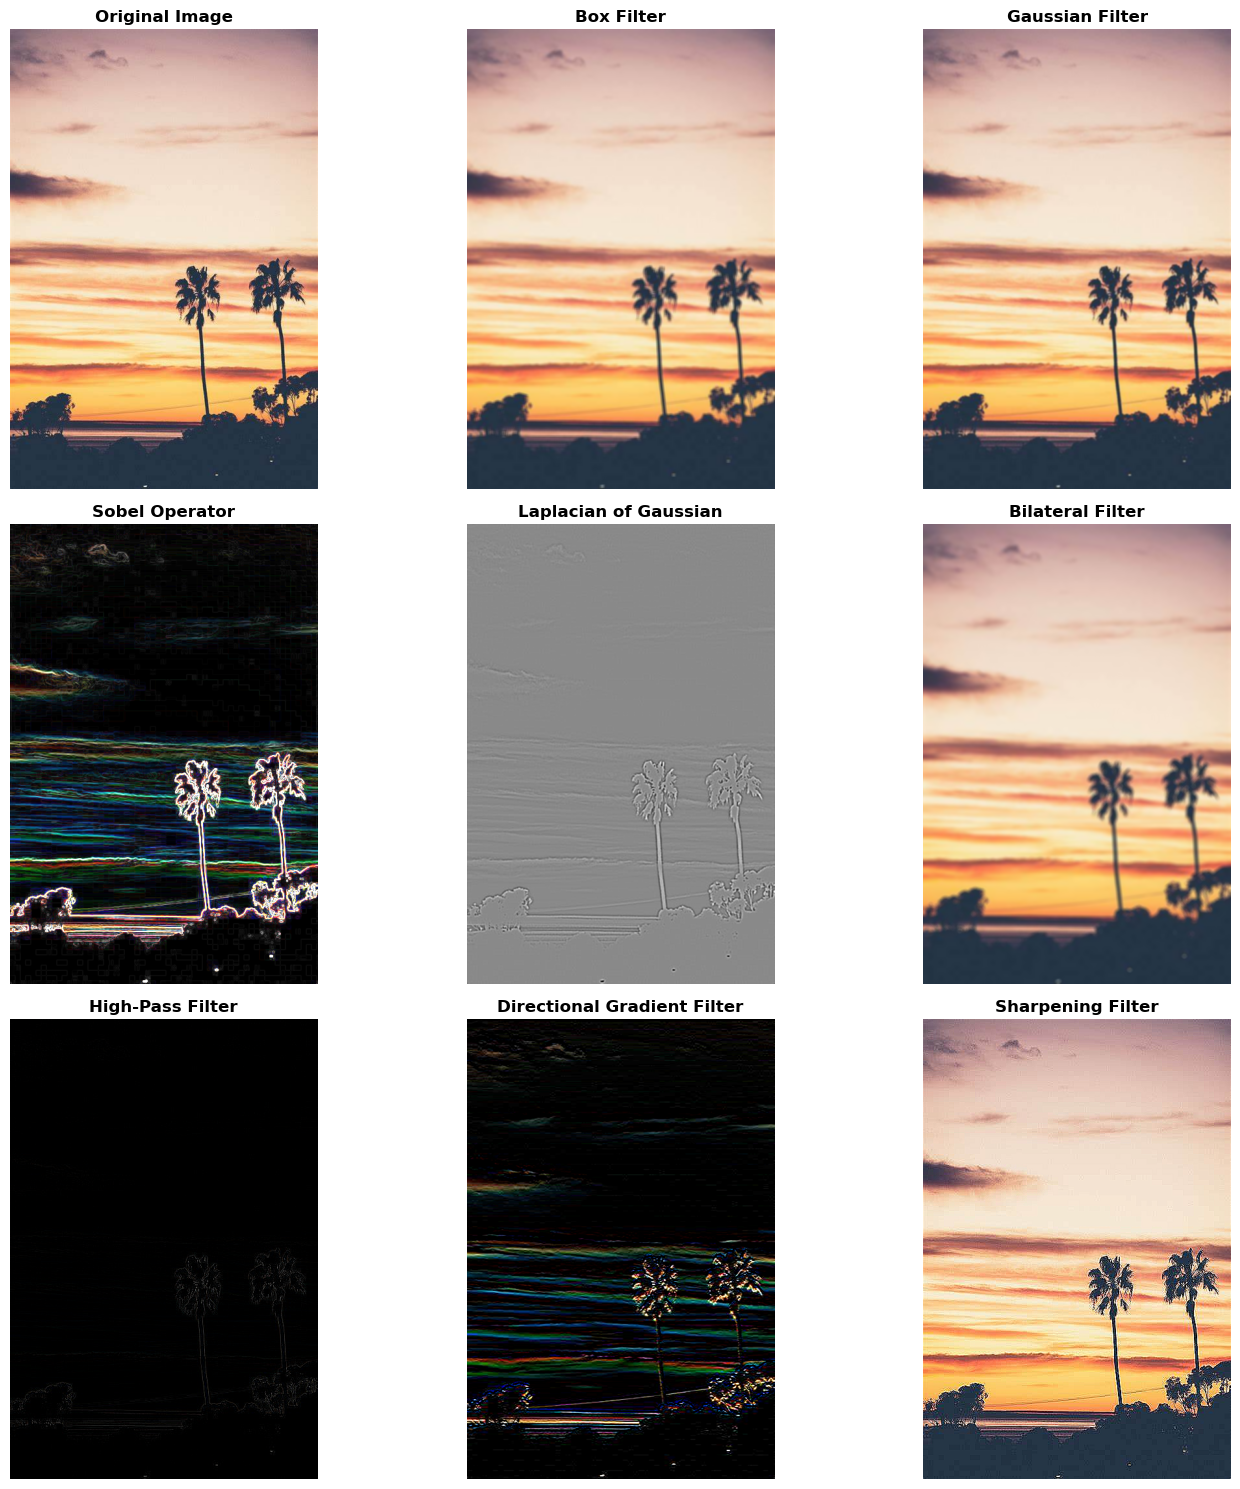 Original Image
Box Filter
Gaussian Filter
Sobel Operator
Laplacian of Gaussian
Bilateral Filter
High-Pass Filter
Directional Gradient Filter
Sharpening Filter